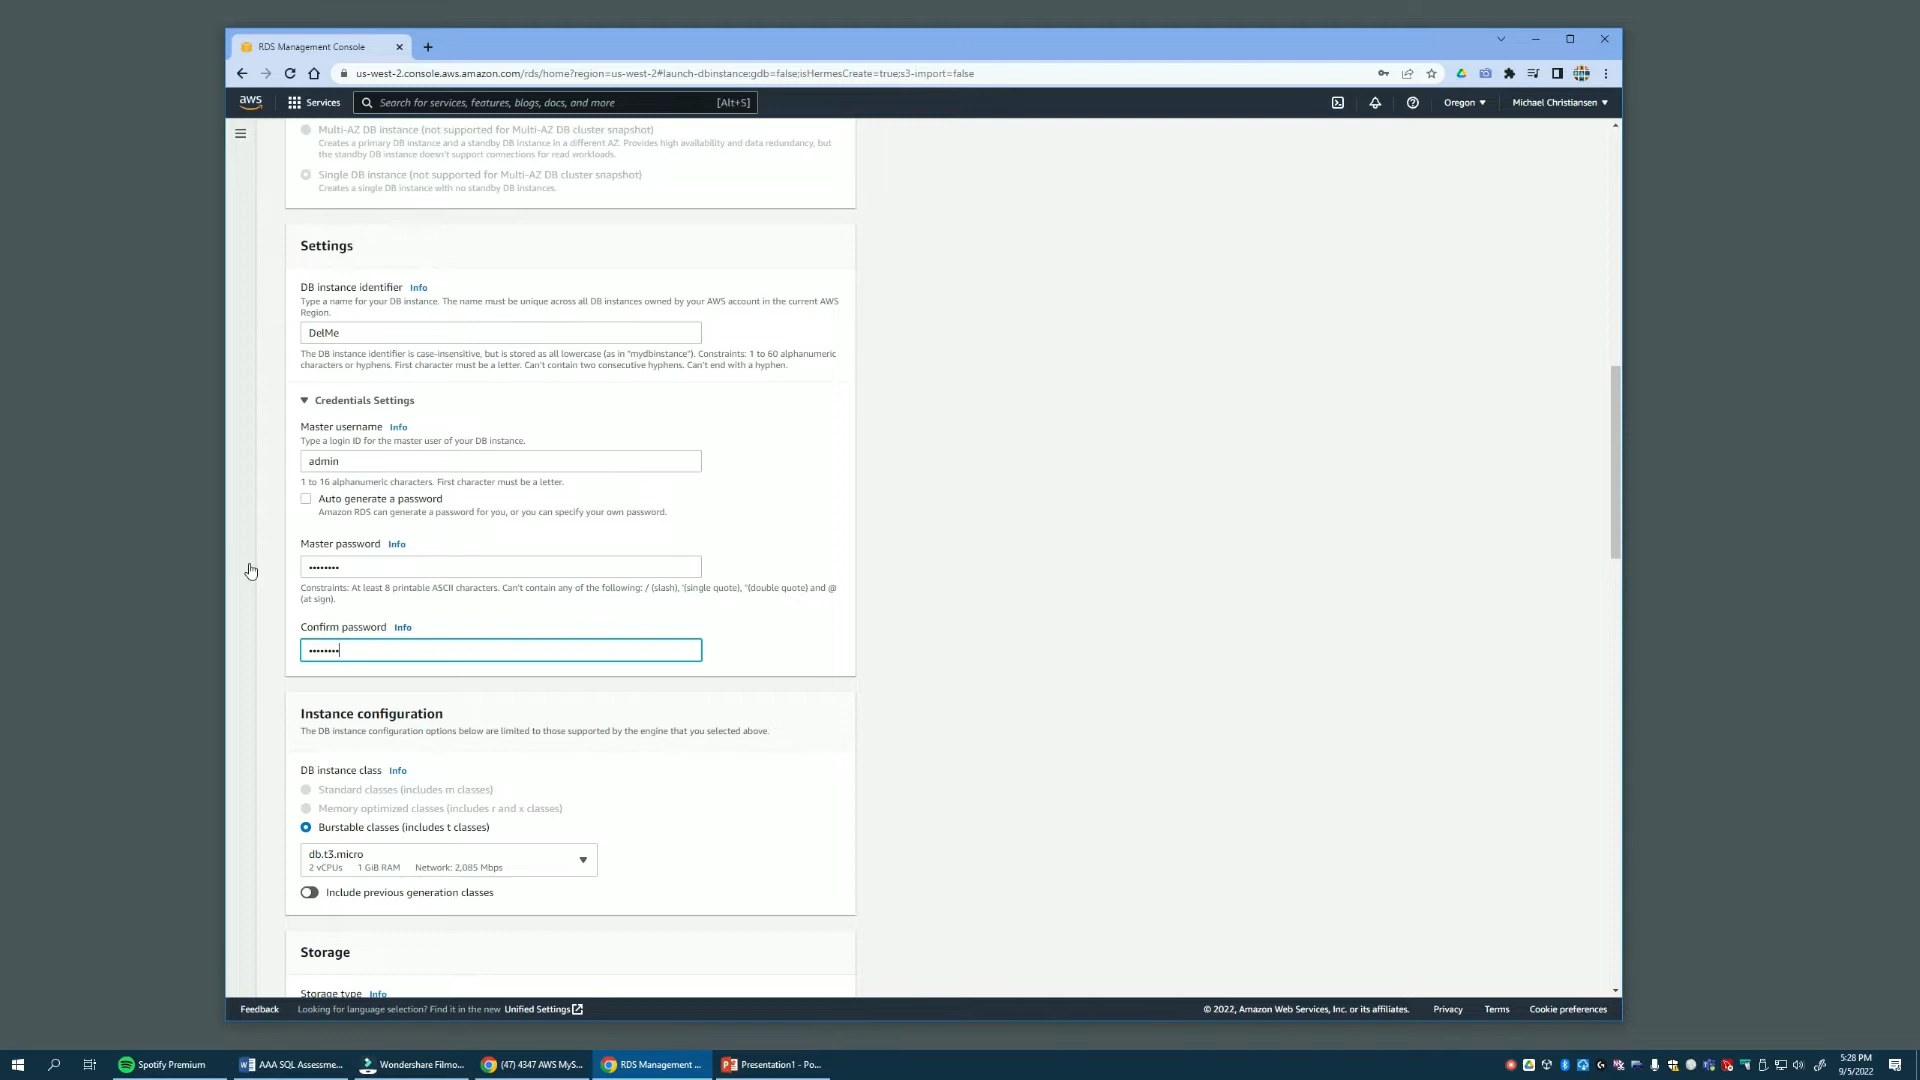 RDS Management Console
us-west-2.console.aws.amazon.com/rds/home?region=us-west-2#launch-dbinstance:gdb=false;isHermesCreate=true;s3-import=false
aws Services Search for services, features, blogs, docs, and more [Alt+S] Oregon Michael Christiansen
Multi-AZ DB instance (not supported for Multi-AZ DB cluster snapshot)
Creates a primary DB instance and a standby DB instance in a different AZ. Provides high availability and data redundancy, but
the standby DB instance doesn't support connections for read workloads.
Single DB instance (not supported for Multi-AZ DB cluster snapshot)
Creates a single DB instance with no standby DB instances.
Settings
DB instance identifier Info
Type a name for your DB instance. The name must be unique across all DB instances owned by your AWS account in the current AWS
Region.
DelMe
The DB instance identifier is case-insensitive, but is stored as all lowercase (as in "mydbinstance"). Constraints: 1 to 60 alphanumeric
characters or hyphens. First character must be a letter. Can't contain two consecutive hyphens. Can't end with a hyphen.
Credentials Settings
Master username Info
Type a login ID for the master user of your DB instance.
admin
1 to 16 alphanumeric characters. First character must be a letter.
Auto generate a password
Amazon RDS can generate a password for you, or you can specify your own password.
Master password Info
••••••••
Constraints: At least 8 printable ASCII characters. Can't contain any of the following: / (slash), '(single quote), "(double quote) and @
(at sign).
Confirm password Info
••••••••
Instance configuration
The DB instance configuration options below are limited to those supported by the engine that you selected above.
DB instance class Info
Standard classes (includes m classes)
Memory optimized classes (includes r and x classes)
Burstable classes (includes t classes)
db.t3.micro
2 vCPUs 1 GiB RAM Network: 2,085 Mbps
Include previous generation classes
Storage
Storage type Info
Feedback Looking for language selection? Find it in the new Unified Settings © 2022, Amazon Web Services, Inc. or its affiliates. Privacy Terms Cookie preferences
Spotify Premium AAA SQL Assessme... Wondershare Filmo... (47) 4347 AWS MyS... RDS Management ... Presentation1 - Po...
5:28 PM
9/5/2022